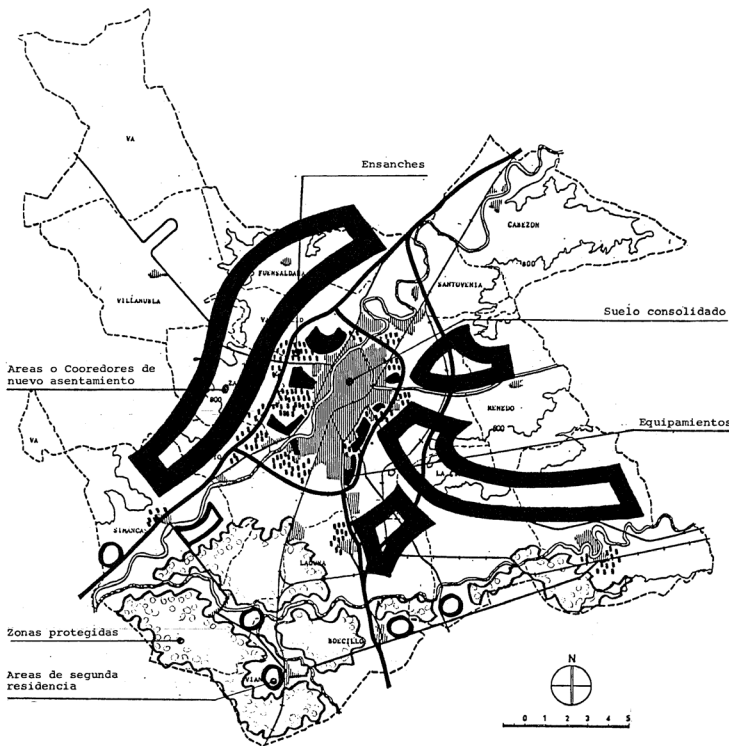 VA
Ensanches
CABEZON
800
FUENSALDAÑA
SANTOVENIA
VILLANUBLA
Suelo consolidado
Areas o Cooredores de
nuevo asentamiento
800
RENEDO
VA
800
Equipamientos
SIMANCAS
LAGUNA
Zonas protegidas
BOECILLO
Areas de segunda
residencia
VIANA
N
0 1 2 3 4 5